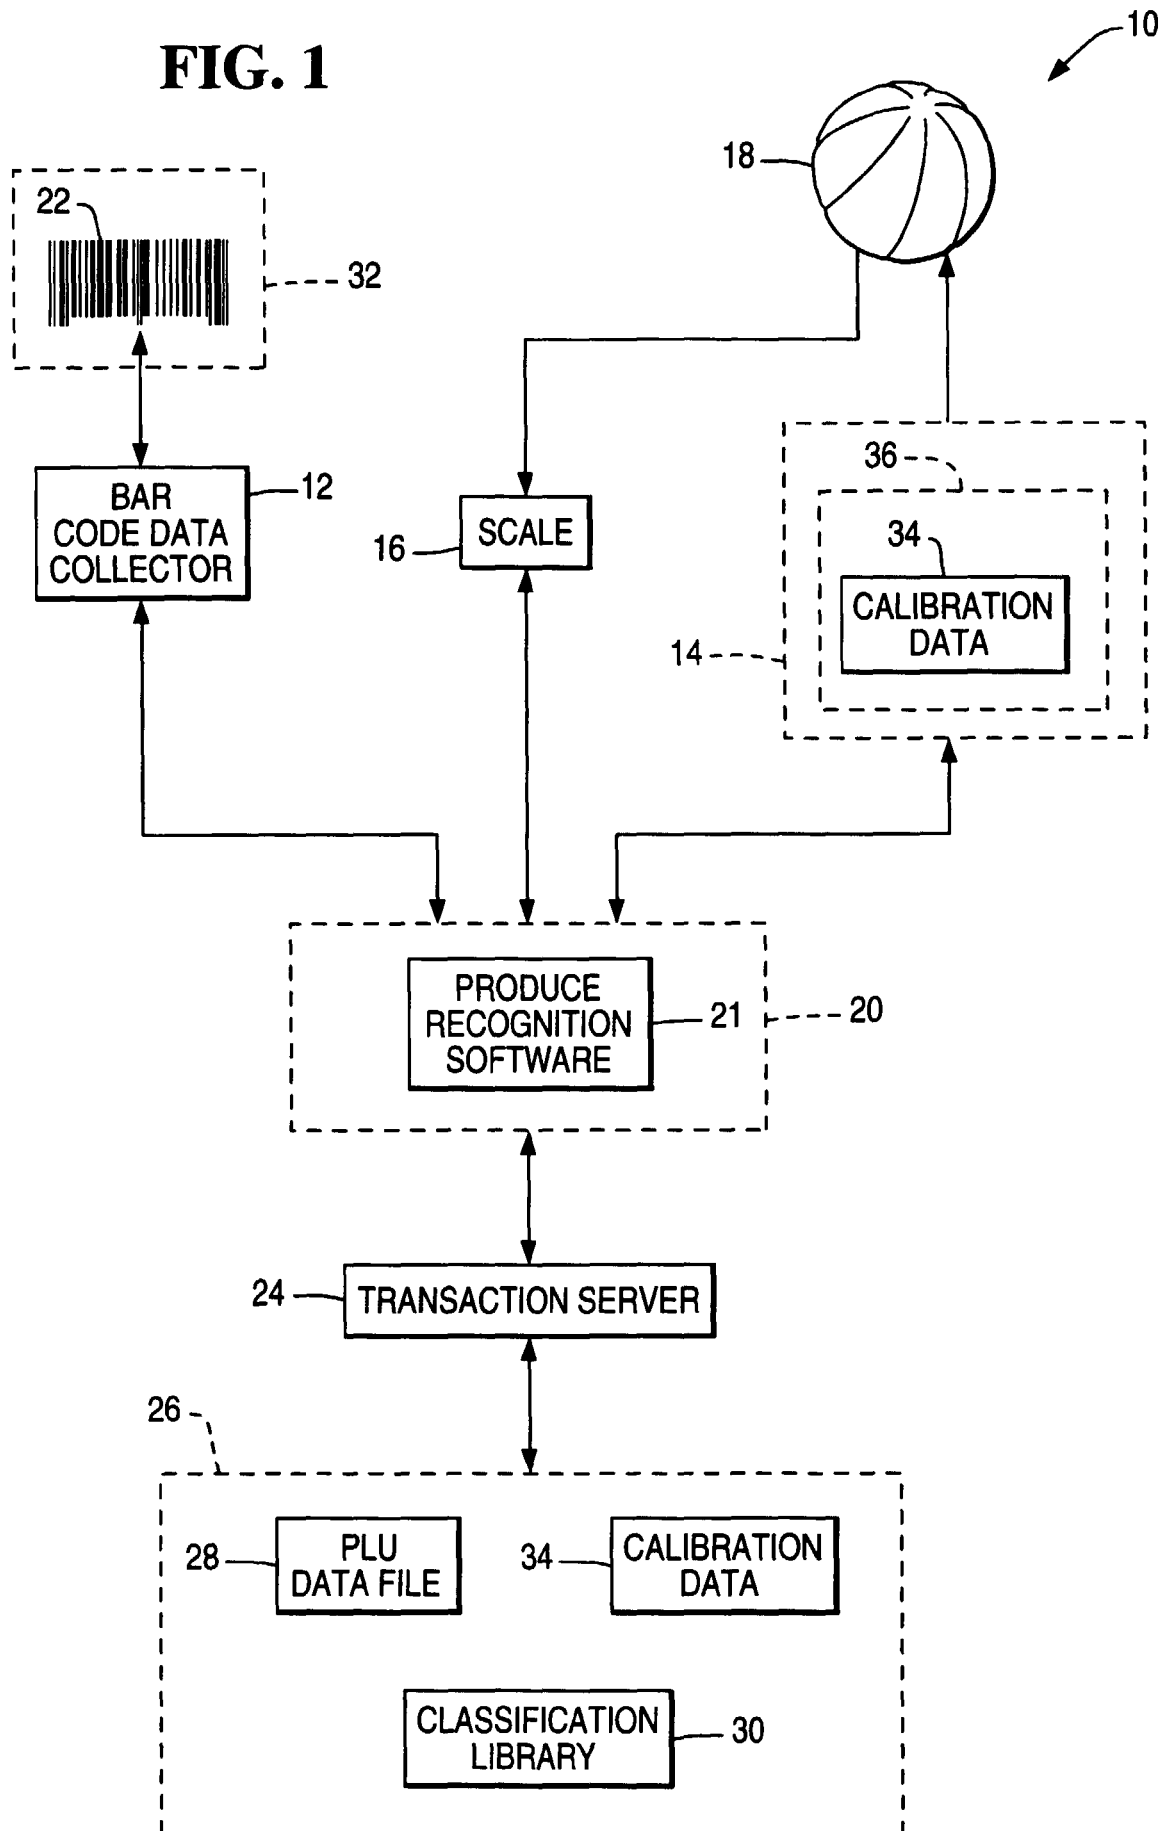 FIG. 1
10
18
22
32
36
BAR
CODE DATA
COLLECTOR
12
SCALE
16
34
CALIBRATION
DATA
14
PRODUCE
RECOGNITION
SOFTWARE
21
20
24
TRANSACTION SERVER
26
28
PLU
DATA FILE
34
CALIBRATION
DATA
CLASSIFICATION
LIBRARY
30